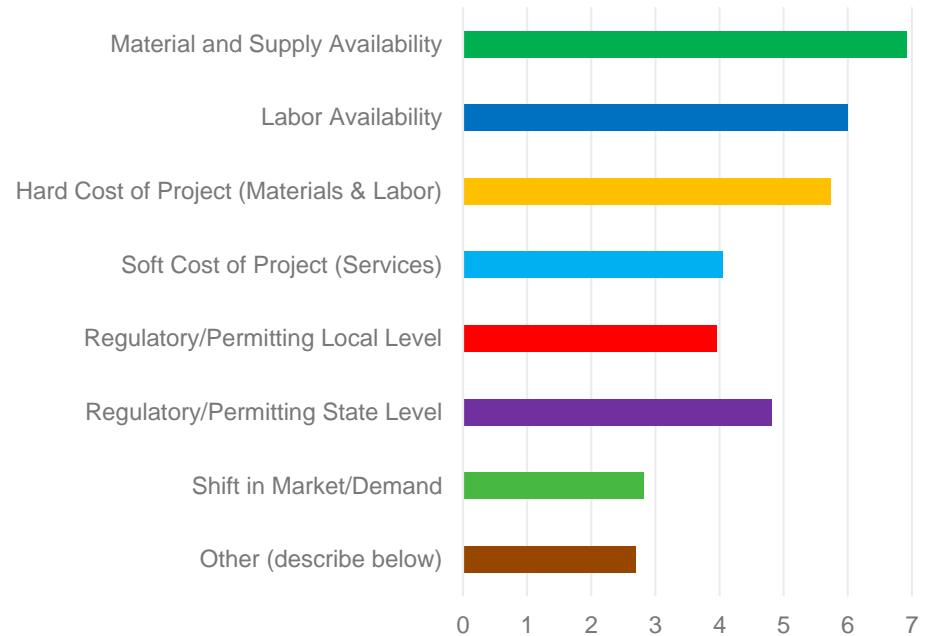 Material and Supply Availability
Labor Availability
Hard Cost of Project (Materials & Labor)
Soft Cost of Project (Services)
Regulatory/Permitting Local Level
Regulatory/Permitting State Level
Shift in Market/Demand
Other (describe below)
0 1 2 3 4 5 6 7